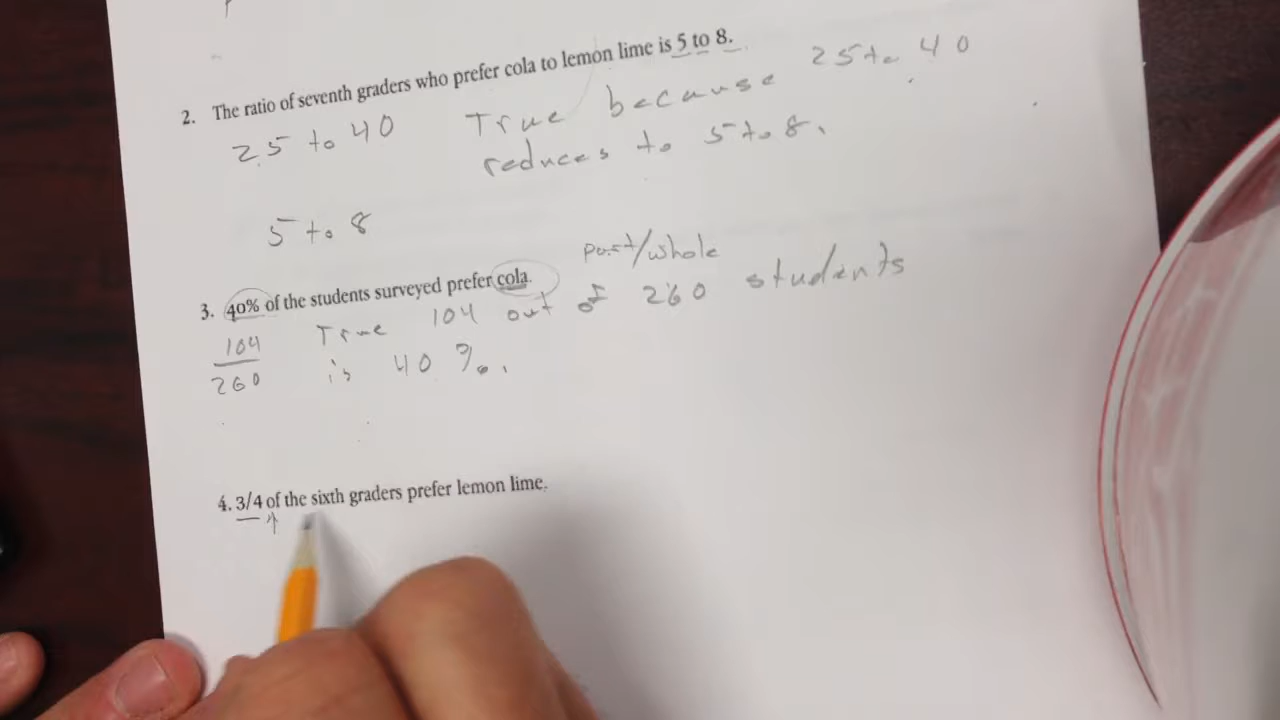 2. The ratio of seventh graders who prefer cola to lemon lime is 5 to 8.
25 to 40
True because 25 to 40
reduces to 5 to 8.
5 to 8
part/whole
3. 40% of the students surveyed prefer cola.
104
260
True 104 out of 260 students
is 40 %.
4. 3/4 of the sixth graders prefer lemon lime.